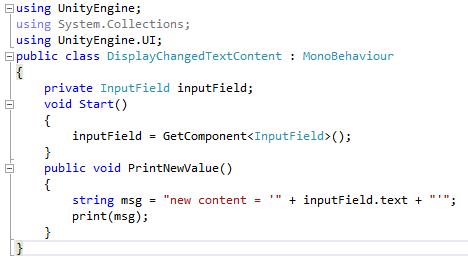 using UnityEngine;
using System.Collections;
using UnityEngine.UI;
public class DisplayChangedTextContent : MonoBehaviour
{
    private InputField inputField;
    void Start()
    {
        inputField = GetComponent<InputField>();
    }
    public void PrintNewValue()
    {
        string msg = "new content = '" + inputField.text + "'";
        print(msg);
    }
}